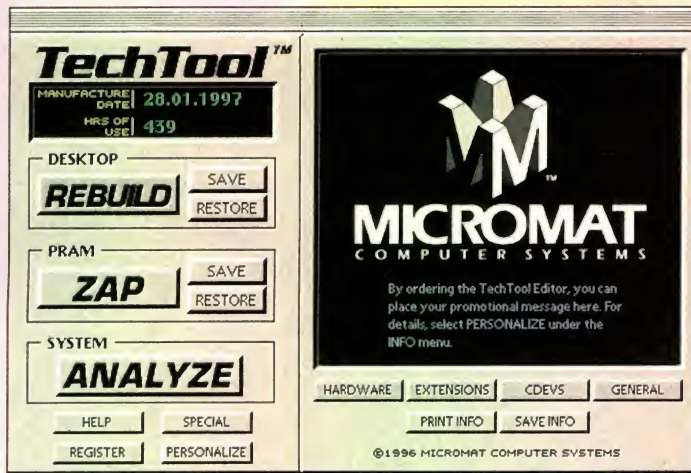 TechTool™
MANUFACTURE DATE 28.01.1997
HRS OF USE 439
DESKTOP
REBUILD
SAVE
RESTORE
PRAM
ZAP
SAVE
RESTORE
SYSTEM
ANALYZE
HELP
SPECIAL
REGISTER
PERSONALIZE
MM™
MICROMAT
COMPUTER SYSTEMS
By ordering the TechTool Editor, you can
place your promotional message here. For
details, select PERSONALIZE under the
INFO menu.
HARDWARE
EXTENSIONS
CDEVS
GENERAL
PRINT INFO
SAVE INFO
©1996 MICROMAT COMPUTER SYSTEMS